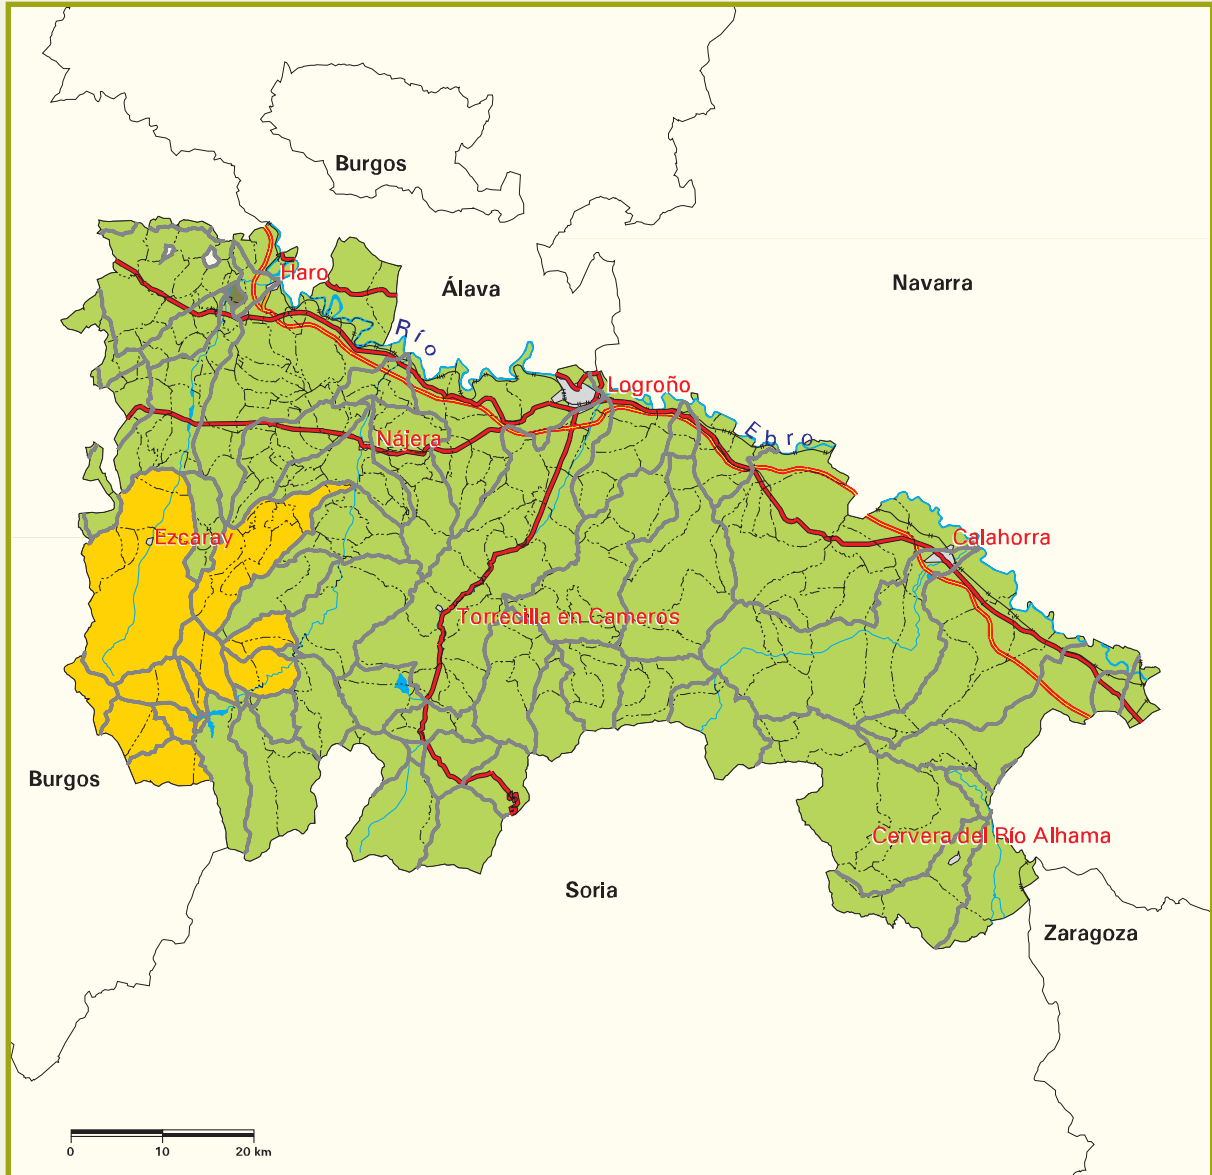 Burgos
Haro
Álava
Navarra
Río
Logroño
Nájera
Ebro
Ezcaray
Calahorra
Torrecilla en Cameros
Burgos
Cervera del Río Alhama
Soria
Zaragoza
0 10 20 km